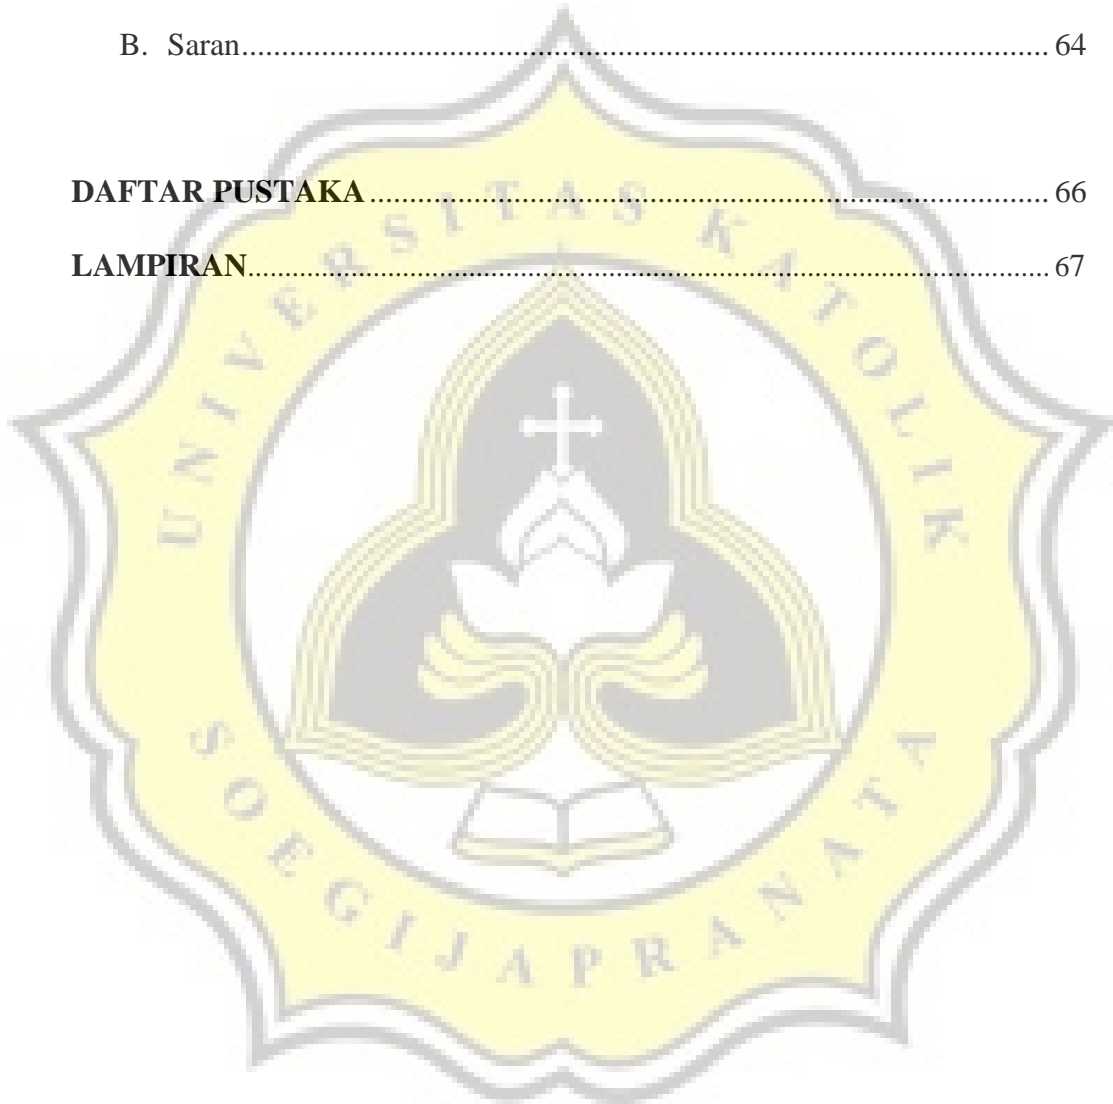 B. Saran........................................................................................................ 64
DAFTAR PUSTAKA ..................................................................................... 66
LAMPIRAN.................................................................................................... 67
UNIVERSITAS KATOLIK
SOEGIJAPRANATA